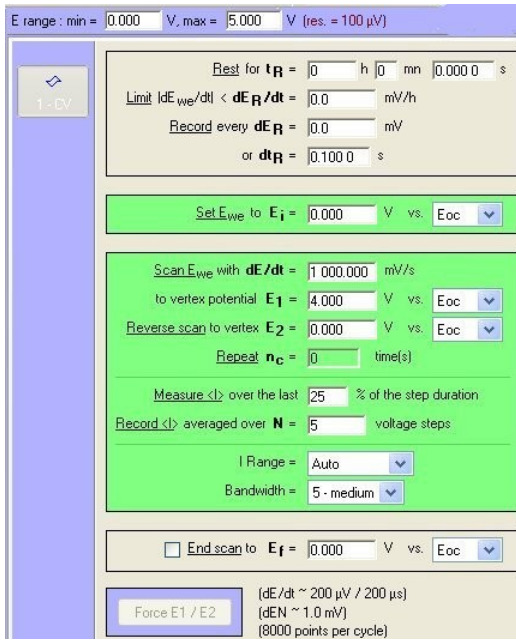 E range : min = 0.000 V, max = 5.000 V (res. = 100 µV)
1 - CV
Rest for tR = 0 h 0 mn 0.000 0 s
Limit |dEwe/dt| < dER/dt = 0.0 mV/h
Record every dER = 0.0 mV
or dtR = 0.100 0 s
Set Ewe to Ei = 0.000 V vs. Eoc
Scan Ewe with dE/dt = 1 000.000 mV/s
to vertex potential E1 = 4.000 V vs. Eoc
Reverse scan to vertex E2 = 0.000 V vs. Eoc
Repeat nc = 0 time(s)
Measure <I> over the last 25 % of the step duration
Record <I> averaged over N = 5 voltage steps
I Range = Auto
Bandwidth = 5 - medium
End scan to Ef = 0.000 V vs. Eoc
Force E1 / E2
(dE/dt ~ 200 µV / 200 µs)
(dEN ~ 1.0 mV)
(8000 points per cycle)